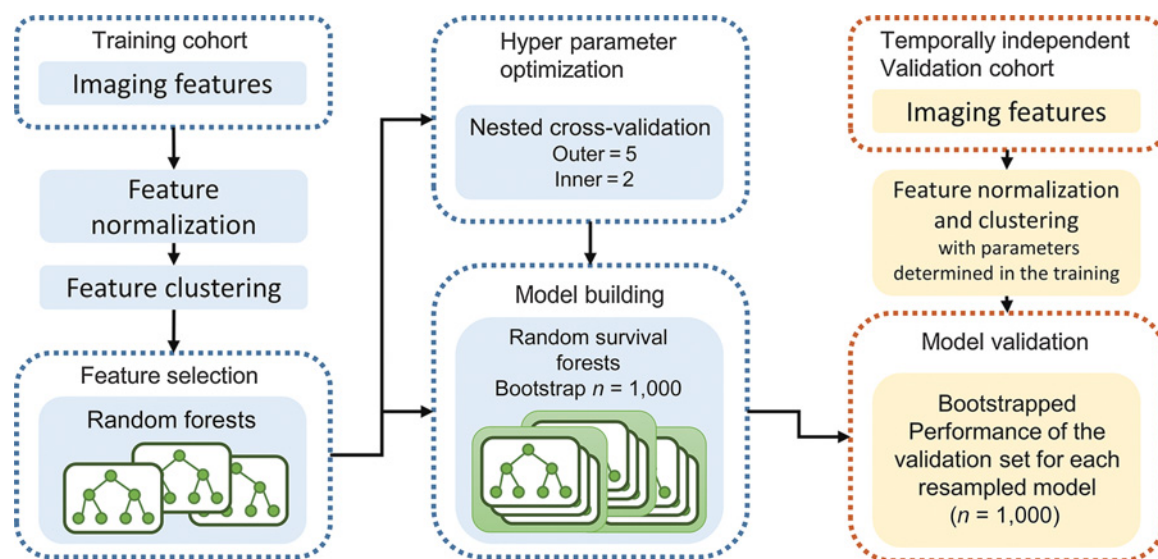 Training cohort
Imaging features
Feature
normalization
Feature clustering
Feature selection
Random forests
Hyper parameter
optimization
Nested cross-validation
Outer = 5
Inner = 2
Model building
Random survival
forests
Bootstrap n = 1,000
Temporally independent
Validation cohort
Imaging features
Feature normalization
and clustering
with parameters
determined in the training
Model validation
Bootstrapped
Performance of the
validation set for each
resampled model
(n = 1,000)